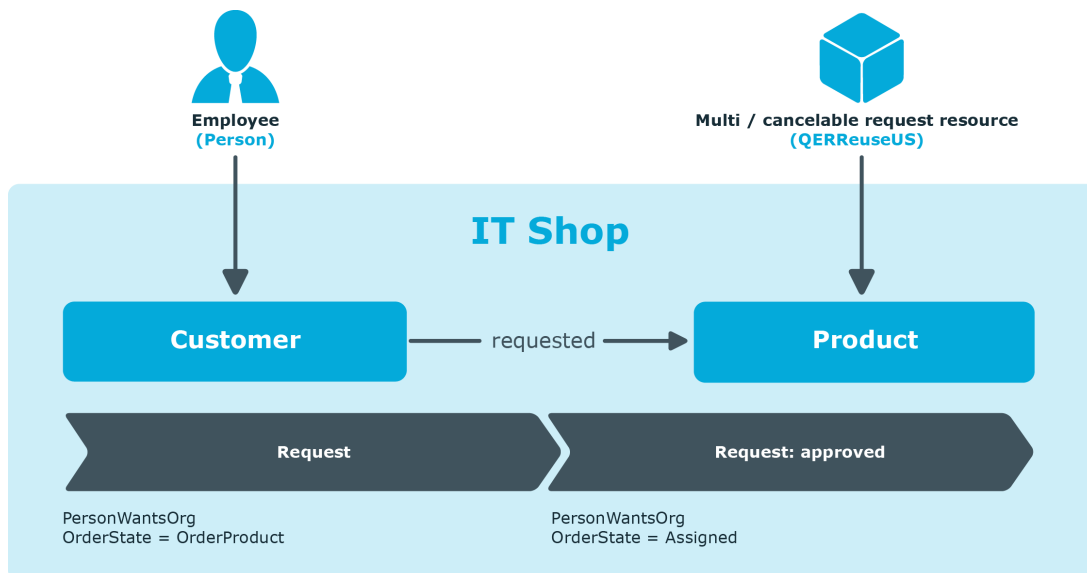 Employee
(Person)
Multi / cancelable request resource
(QERReuseUS)
IT Shop
Customer
requested
Product
Request
Request: approved
PersonWantsOrg
OrderState = OrderProduct
PersonWantsOrg
OrderState = Assigned